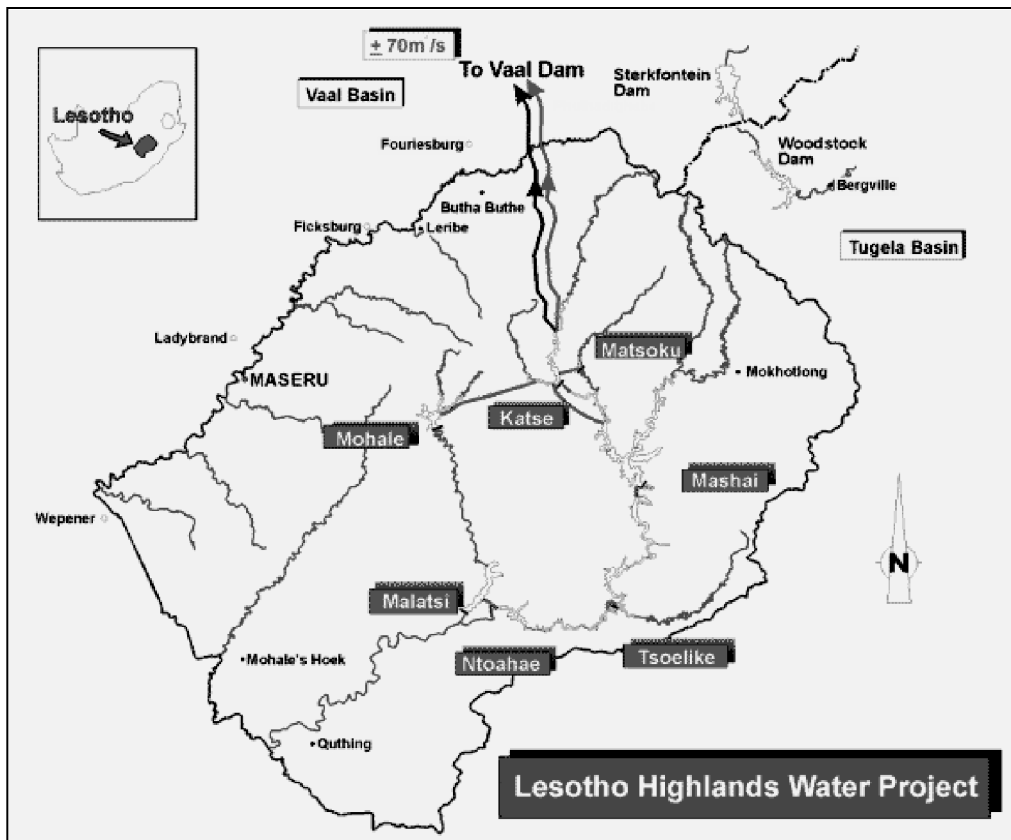 ± 70m³/s
To Vaal Dam
Sterkfontein
Dam
Vaal Basin
Lesotho
Fouriesburg
Woodstock
Dam
Bergville
Butha Buthe
Ficksburg
Leribe
Tugela Basin
Ladybrand
Matsoku
Mokhotlong
MASERU
Katse
Mohale
Mashai
Wepener
N
Malatsi
Ntoahae
Tsoelike
Mohale's Hoek
Quthing
Lesotho Highlands Water Project